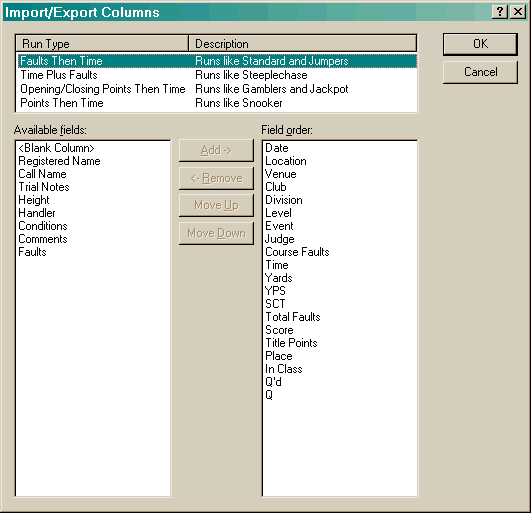 Import/Export Columns
Run Type Description
Faults Then Time Runs like Standard and Jumpers
Time Plus Faults Runs like Steeplechase
Opening/Closing Points Then Time Runs like Gamblers and Jackpot
Points Then Time Runs like Snooker
OK
Cancel
Available fields:
<Blank Column>
Registered Name
Call Name
Trial Notes
Height
Handler
Conditions
Comments
Faults
Add ->
<- Remove
Move Up
Move Down
Field order:
Date
Location
Venue
Club
Division
Level
Event
Judge
Course Faults
Time
Yards
YPS
SCT
Total Faults
Score
Title Points
Place
In Class
Q'd
Q